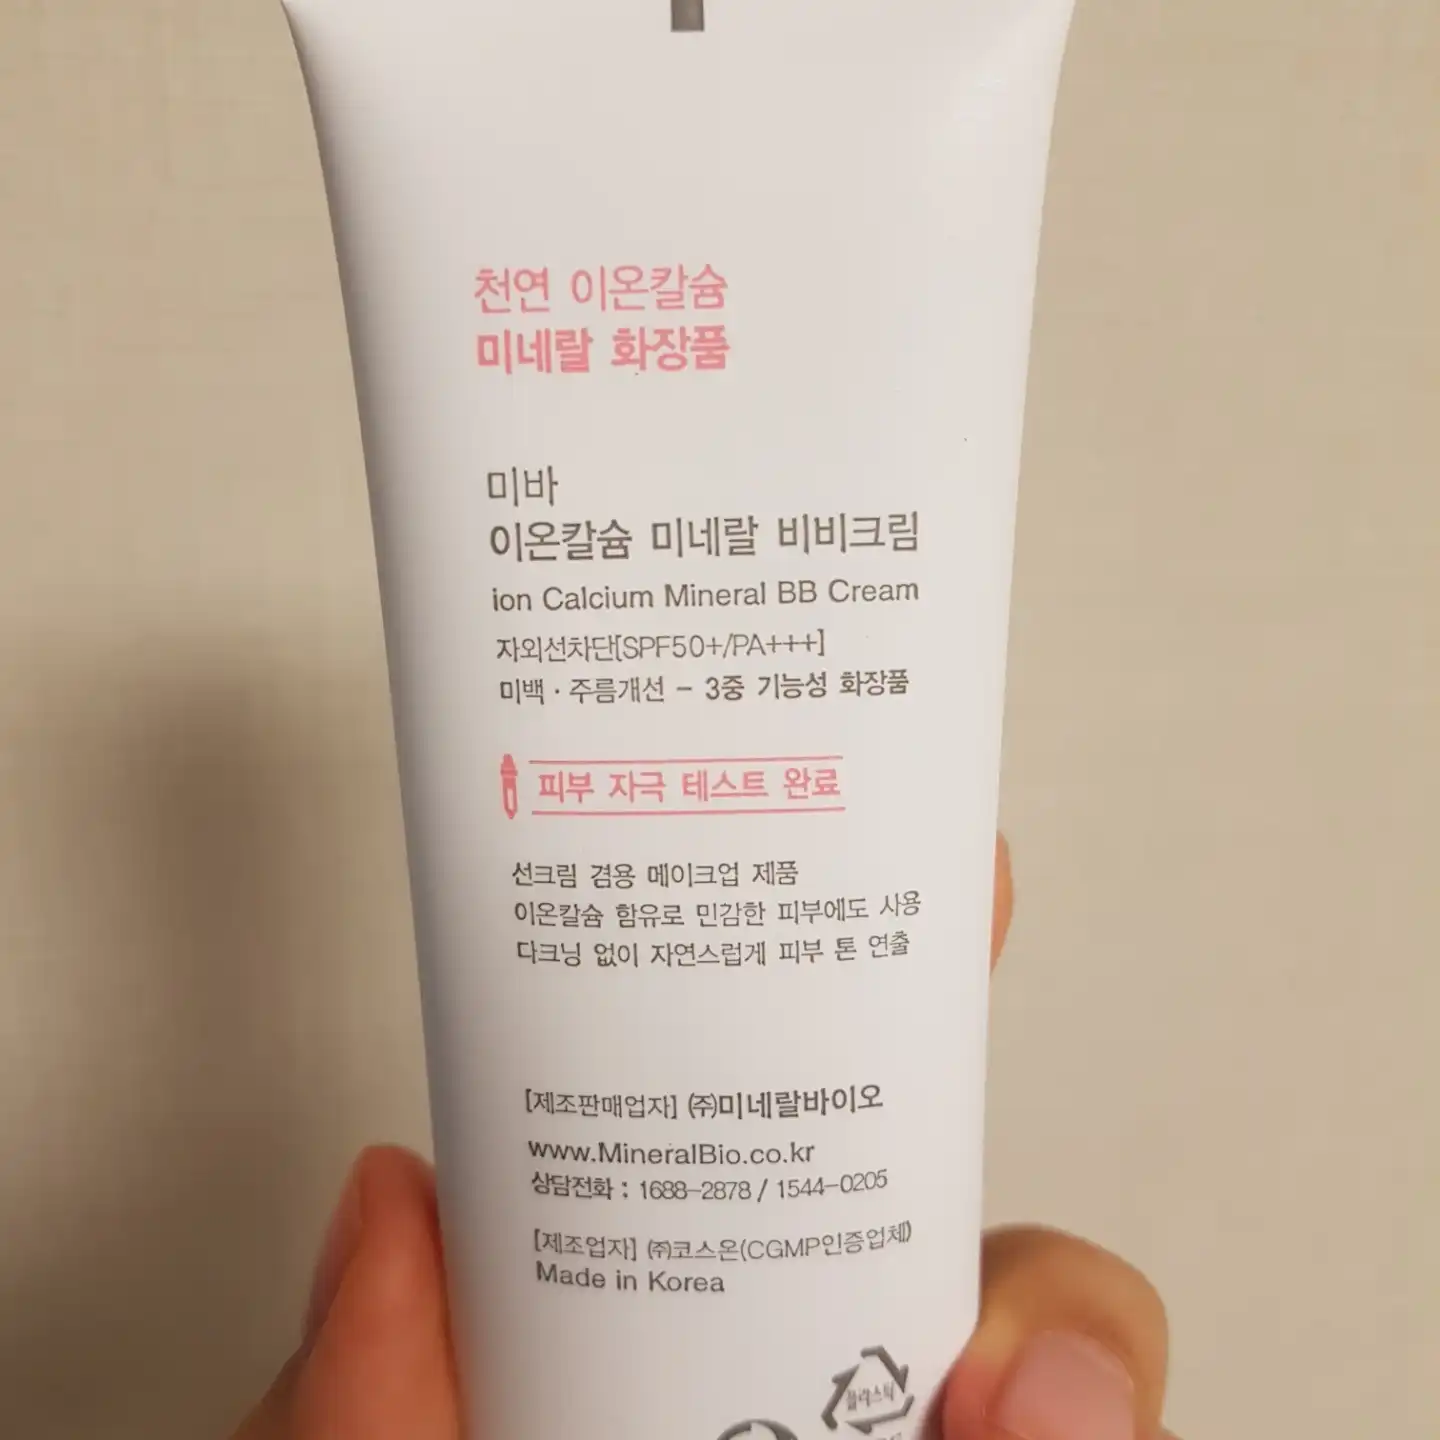 천연 이온칼슘
미네랄 화장품
미바
이온칼슘 미네랄 비비크림
ion Calcium Mineral BB Cream
자외선차단[SPF50+/PA+++]
미백·주름개선 - 3중 기능성 화장품
피부 자극 테스트 완료
선크림 겸용 메이크업 제품
이온칼슘 함유로 민감한 피부에도 사용
다크닝 없이 자연스럽게 피부 톤 연출
[제조판매업자] ㈜미네랄바이오
www.MineralBio.co.kr
상담전화 : 1688-2878 / 1544-0205
[제조업자] ㈜코스온(CGMP인증업체)
Made in Korea
플라스틱